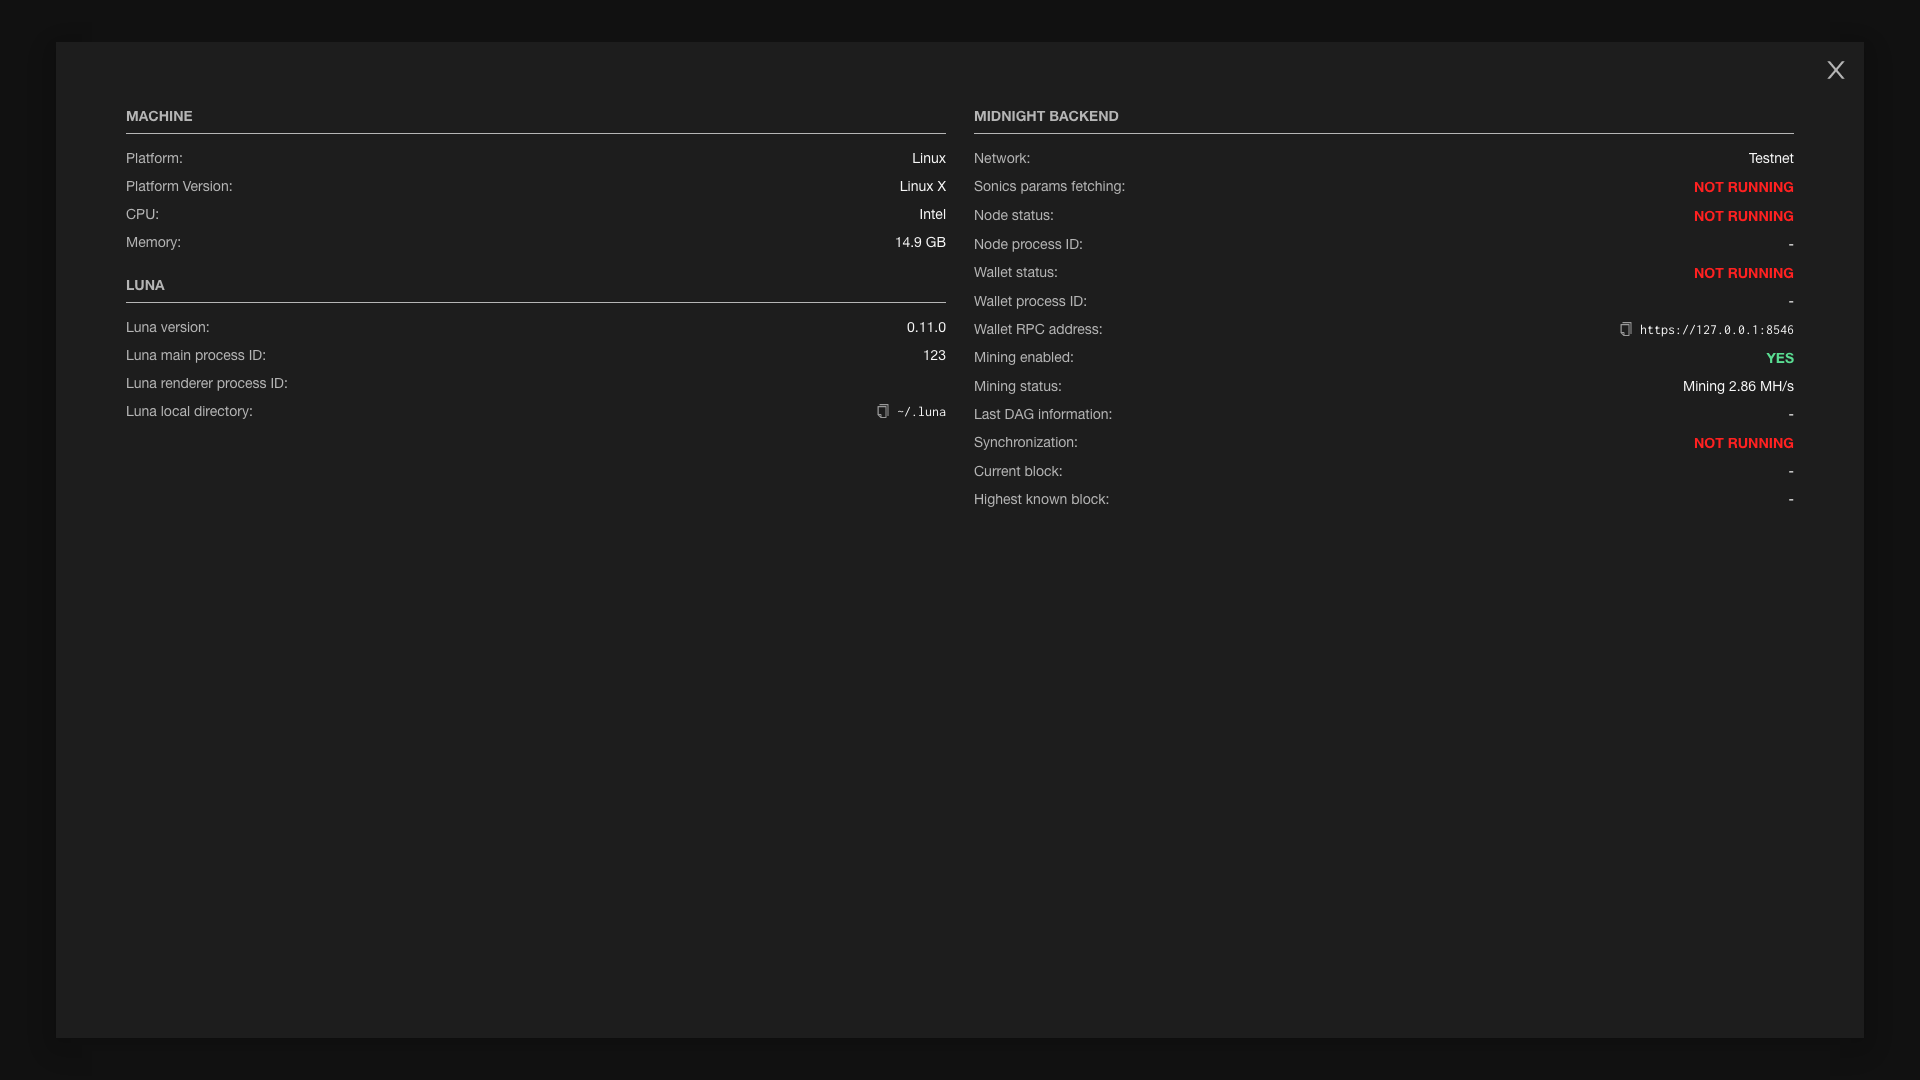 X
MACHINE
Platform: Linux
Platform Version: Linux X
CPU: Intel
Memory: 14.9 GB
LUNA
Luna version: 0.11.0
Luna main process ID: 123
Luna renderer process ID:
Luna local directory: ~/.luna
MIDNIGHT BACKEND
Network: Testnet
Sonics params fetching: NOT RUNNING
Node status: NOT RUNNING
Node process ID: -
Wallet status: NOT RUNNING
Wallet process ID: -
Wallet RPC address: https://127.0.0.1:8546
Mining enabled: YES
Mining status: Mining 2.86 MH/s
Last DAG information: -
Synchronization: NOT RUNNING
Current block: -
Highest known block: -